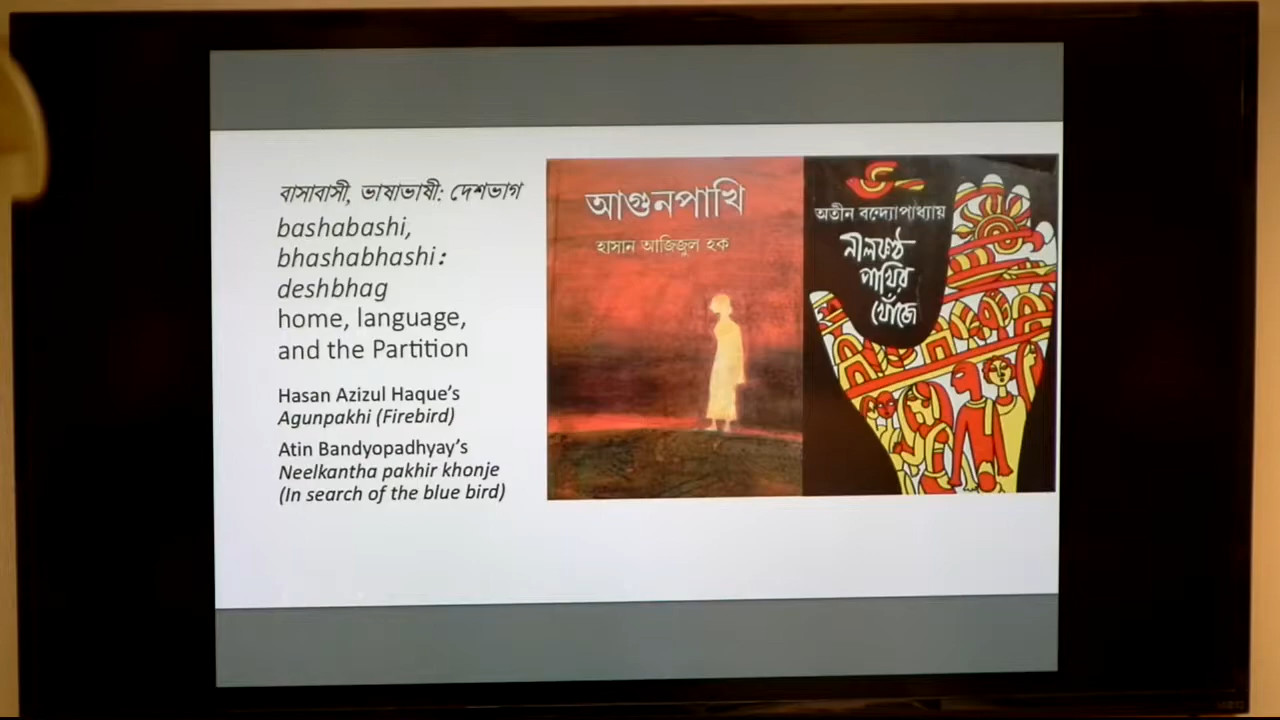 বাসাবাসী, ভাষাভাষী: দেশভাগ
bashabashi,
bhashabhashi:
deshbhag
home, language,
and the Partition
Hasan Azizul Haque's
Agunpakhi (Firebird)
Atin Bandyopadhyay's
Neelkantha pakhir khonje
(In search of the blue bird)
আগুনপাখি
হাসান আজিজুল হক
অতীন বন্দ্যোপাধ্যায়
নীলকণ্ঠ
পাখির
খোঁজে